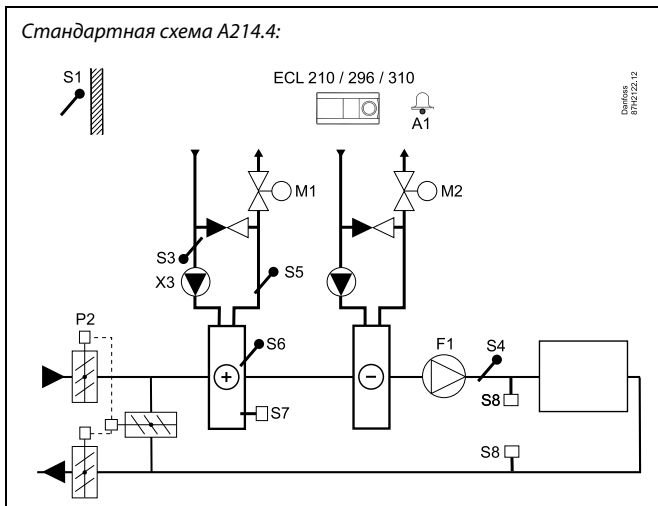 Стандартная схема A214.4:
S1
ECL 210 / 296 / 310
A1
Danfoss
87H2122.12
M1
M2
S3
X3
S5
P2
S6
F1
S4
+
−
S7
S8
S8